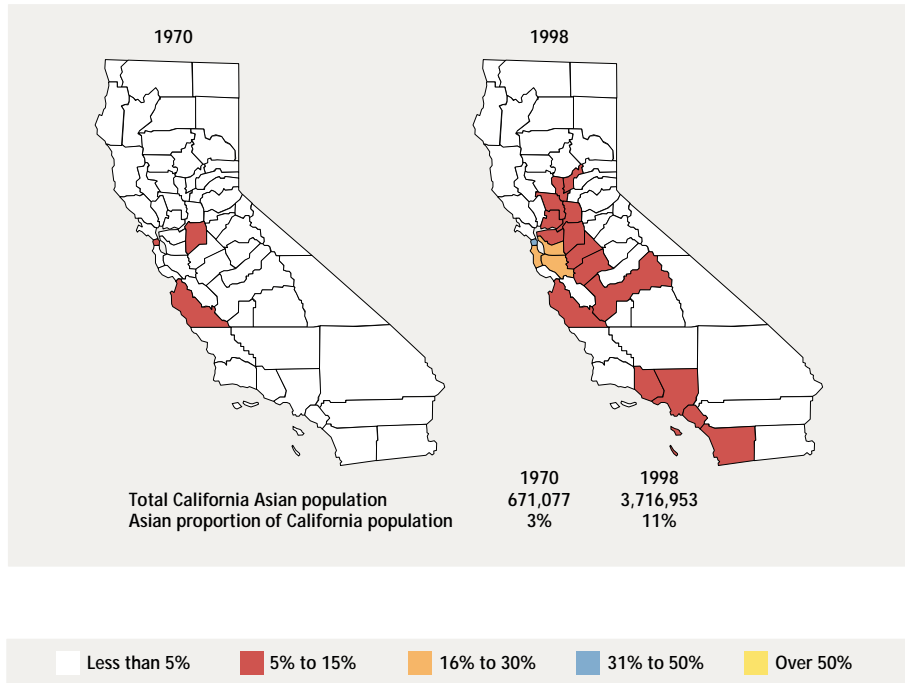 1970 1998
1970 1998
Total California Asian population 671,077 3,716,953
Asian proportion of California population 3% 11%
Less than 5% 5% to 15% 16% to 30% 31% to 50% Over 50%